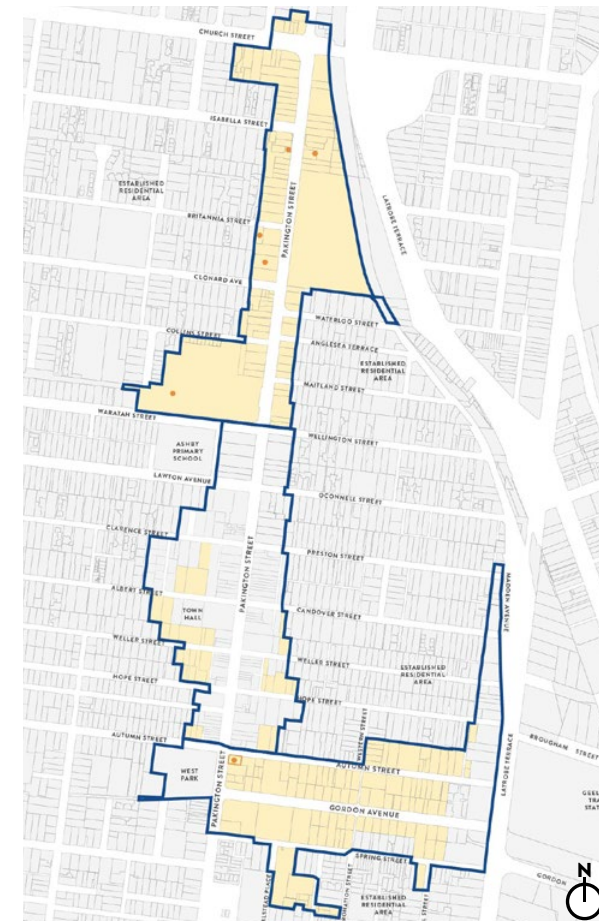 CHURCH STREET
ISABELLA STREET
ESTABLISHED
RESIDENTIAL
AREA
PAKINGTON STREET
LATROBE TERRACE
BRITANNIA STREET
CLONARD AVE
WATERLOO STREET
COLLINS STREET
ANGLESEA TERRACE
ESTABLISHED
RESIDENTIAL
AREA
MAITLAND STREET
WARATAH STREET
WELLINGTON STREET
ASHBY
PRIMARY
SCHOOL
LAWTON AVENUE
OCONNELL STREET
CLARENCE STREET
PRESTON STREET
PAKINGTON STREET
MADDEN AVENUE
ALBERT STREET
TOWN
HALL
CANDOVER STREET
WELLER STREET
WELLER STREET
ESTABLISHED
RESIDENTIAL
AREA
HOPE STREET
HOPE STREET
WESTERN STREET
AUTUMN STREET
BROUGHAM STREET
LATROBE TERRACE
PAKINGTON STREET
AUTUMN STREET
WEST
PARK
GORDON AVENUE
SPRING STREET
GORDON
N
ESTABLISHED
RESIDENTIAL
AREA